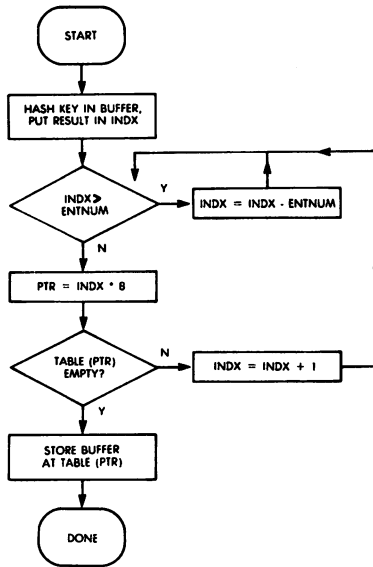 START
HASH KEY IN BUFFER,
PUT RESULT IN INDX
INDX≥
ENTNUM
Y
INDX = INDX - ENTNUM
N
PTR = INDX * 8
TABLE (PTR)
EMPTY?
N
INDX = INDX + 1
Y
STORE BUFFER
AT TABLE (PTR)
DONE